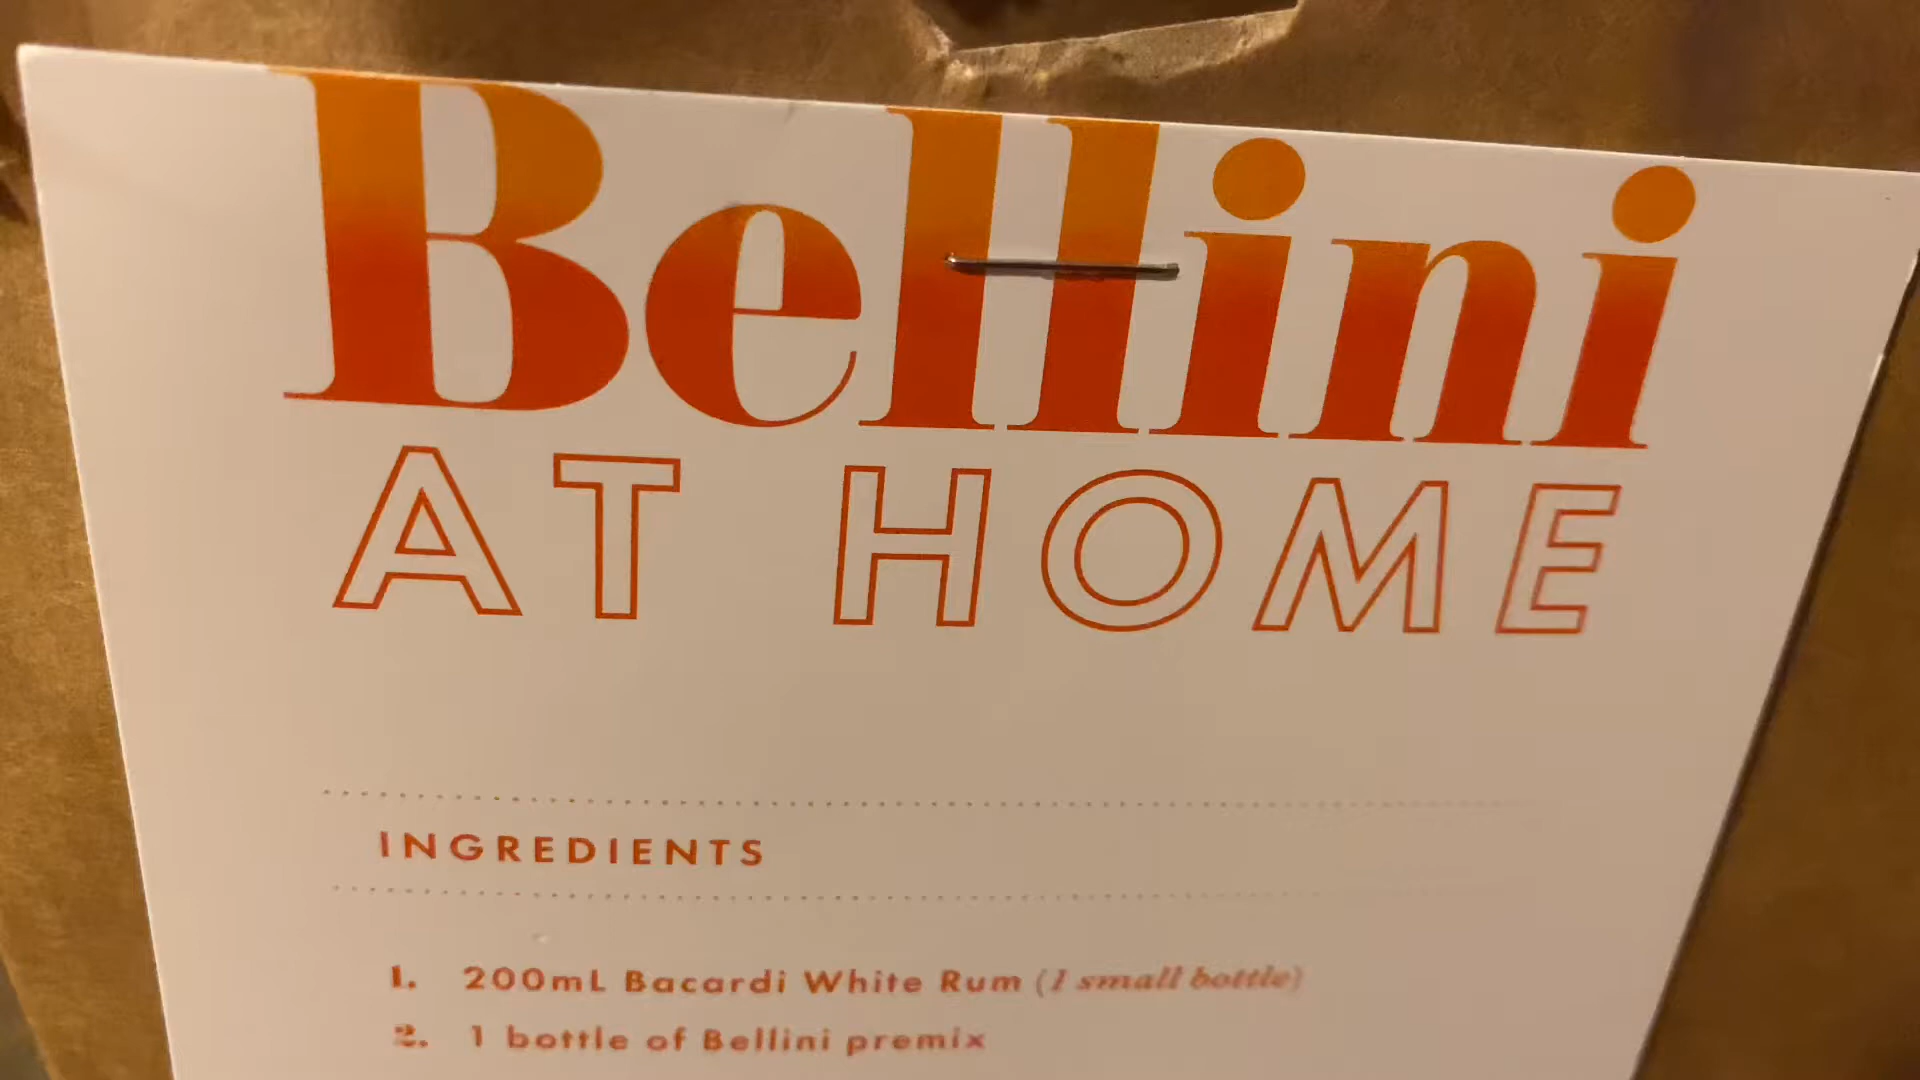 Bellini
AT HOME
INGREDIENTS
1. 200mL Bacardi White Rum (1 small bottle)
2. 1 bottle of Bellini premix